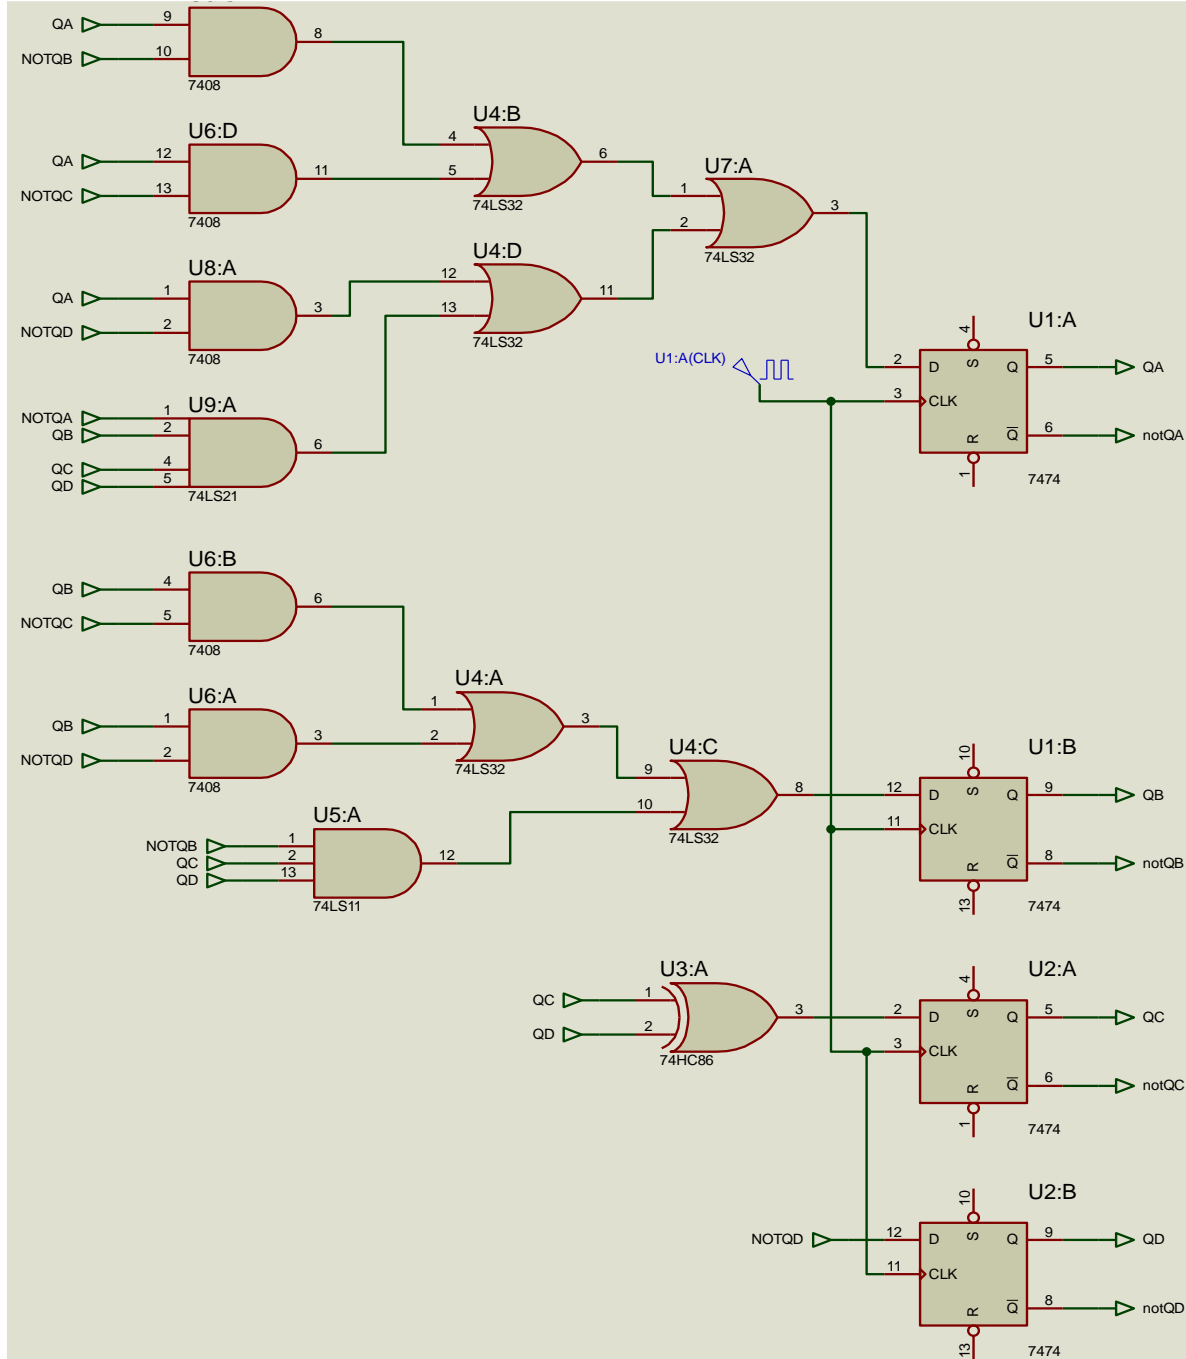 QA 9 8
NOTQB 10
7408
U6:D
QA 12 11
NOTQC 13
7408
U4:B
4 6
5
74LS32
U7:A
1 3
2
74LS32
U8:A
QA 1 3
NOTQD 2
7408
U4:D
12 11
13
74LS32
U9:A
NOTQA 1
QB 2
6
QC 4
QD 5
74LS21
U1:A(CLK)
U1:A
4
2 D S Q 5 QA
3 CLK
R Q 6 notQA
1
7474
U6:B
QB 4 6
NOTQC 5
7408
U6:A
QB 1 3
NOTQD 2
7408
U4:A
1 3
2
74LS32
U4:C
9 8
10
74LS32
U5:A
NOTQB 1
QC 2 12
QD 13
74LS11
U1:B
10
12 D S Q 9 QB
11 CLK
R Q 8 notQB
13
7474
U3:A
QC 1 3
QD 2
74HC86
U2:A
4
2 D S Q 5 QC
3 CLK
R Q 6 notQC
1
7474
U2:B
10
NOTQD 12 D S Q 9 QD
11 CLK
R Q 8 notQD
13
7474